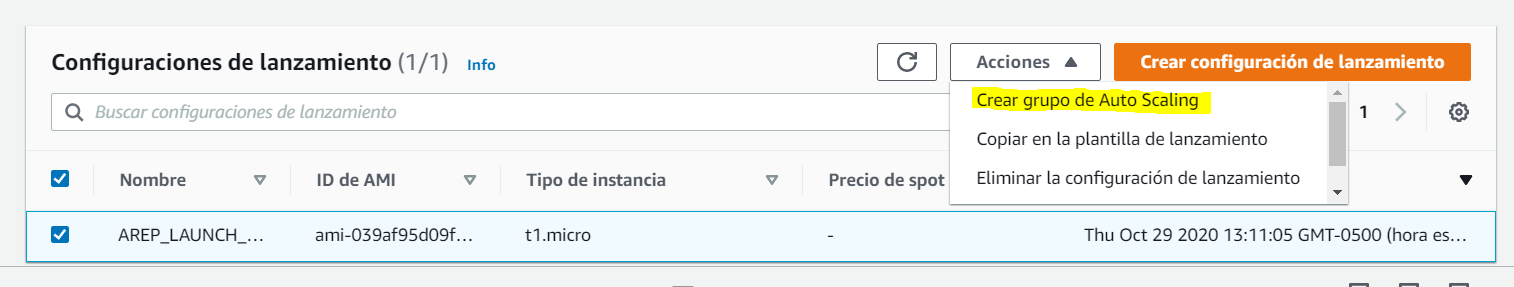 Configuraciones de lanzamiento (1/1) Info
Acciones
Crear configuración de lanzamiento
Buscar configuraciones de lanzamiento
1
Crear grupo de Auto Scaling
Copiar en la plantilla de lanzamiento
Eliminar la configuración de lanzamiento
Nombre ID de AMI Tipo de instancia Precio de spot
AREP_LAUNCH_... ami-039af95d09f... t1.micro - Thu Oct 29 2020 13:11:05 GMT-0500 (hora es...